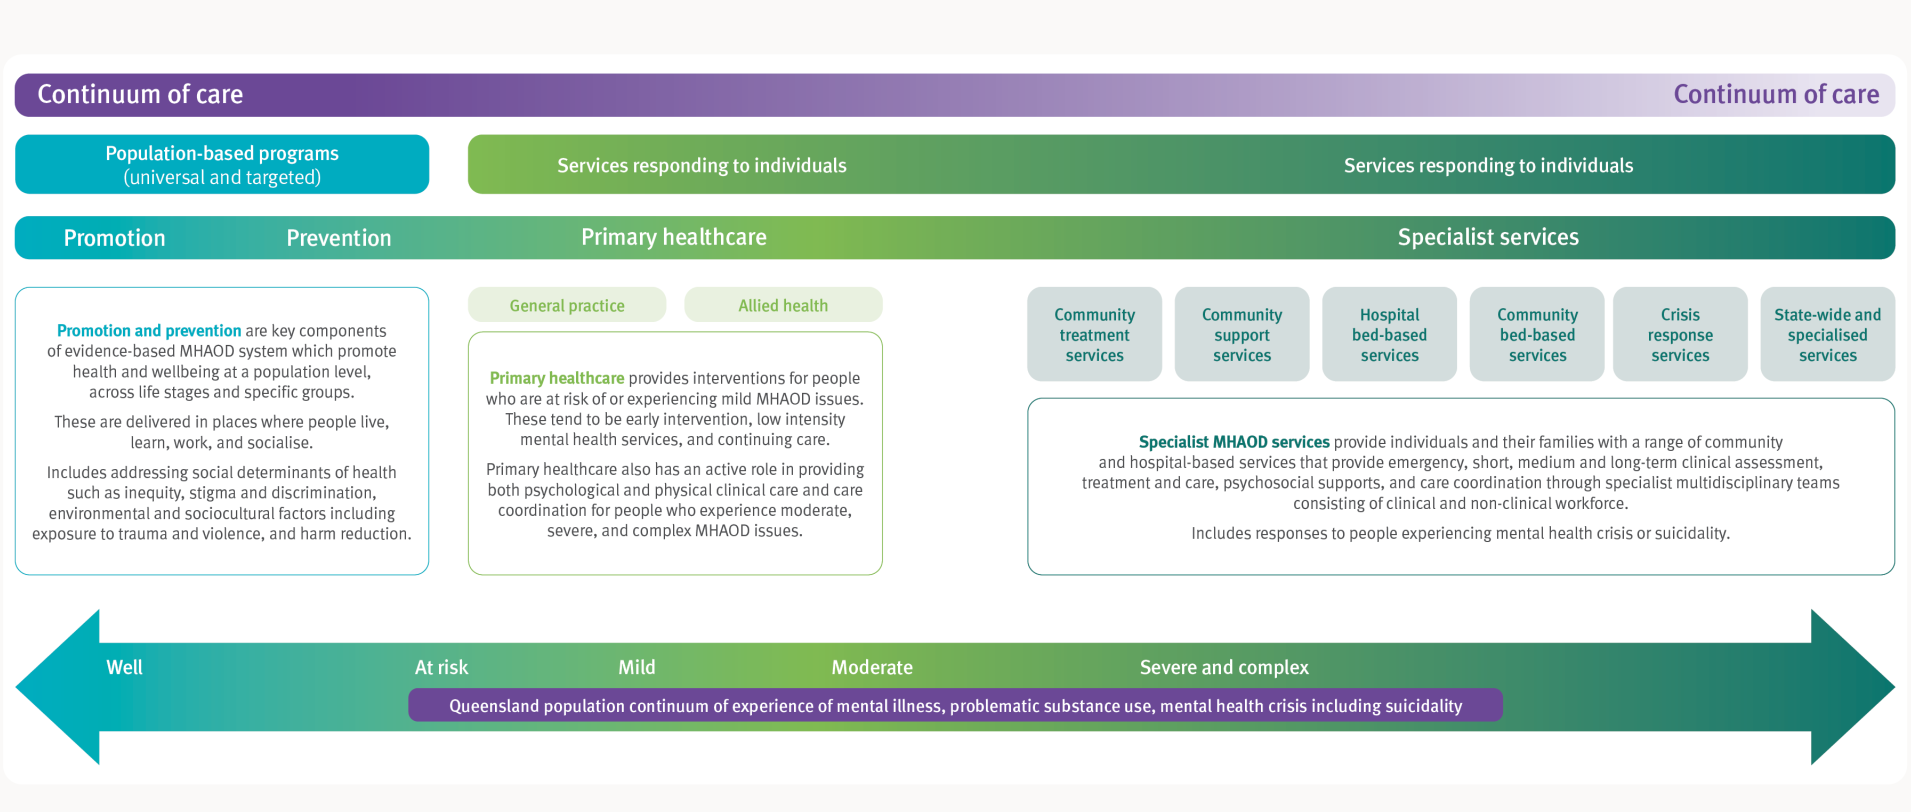 Continuum of care
Continuum of care
Population-based programs
(universal and targeted)
Services responding to individuals
Services responding to individuals
Promotion
Prevention
Primary healthcare
Specialist services
Promotion and prevention are key components
of evidence-based MHAOD system which promote
health and wellbeing at a population level,
across life stages and specific groups.
These are delivered in places where people live,
learn, work, and socialise.
Includes addressing social determinants of health
such as inequity, stigma and discrimination,
environmental and sociocultural factors including
exposure to trauma and violence, and harm reduction.
General practice
Allied health
Primary healthcare provides interventions for people
who are at risk of or experiencing mild MHAOD issues.
These tend to be early intervention, low intensity
mental health services, and continuing care.
Primary healthcare also has an active role in providing
both psychological and physical clinical care and care
coordination for people who experience moderate,
severe, and complex MHAOD issues.
Community
treatment
services
Community
support
services
Hospital
bed-based
services
Community
bed-based
services
Crisis
response
services
State-wide and
specialised
services
Specialist MHAOD services provide individuals and their families with a range of community
and hospital-based services that provide emergency, short, medium and long-term clinical assessment,
treatment and care, psychosocial supports, and care coordination through specialist multidisciplinary teams
consisting of clinical and non-clinical workforce.
Includes responses to people experiencing mental health crisis or suicidality.
Well
At risk
Mild
Moderate
Severe and complex
Queensland population continuum of experience of mental illness, problematic substance use, mental health crisis including suicidality